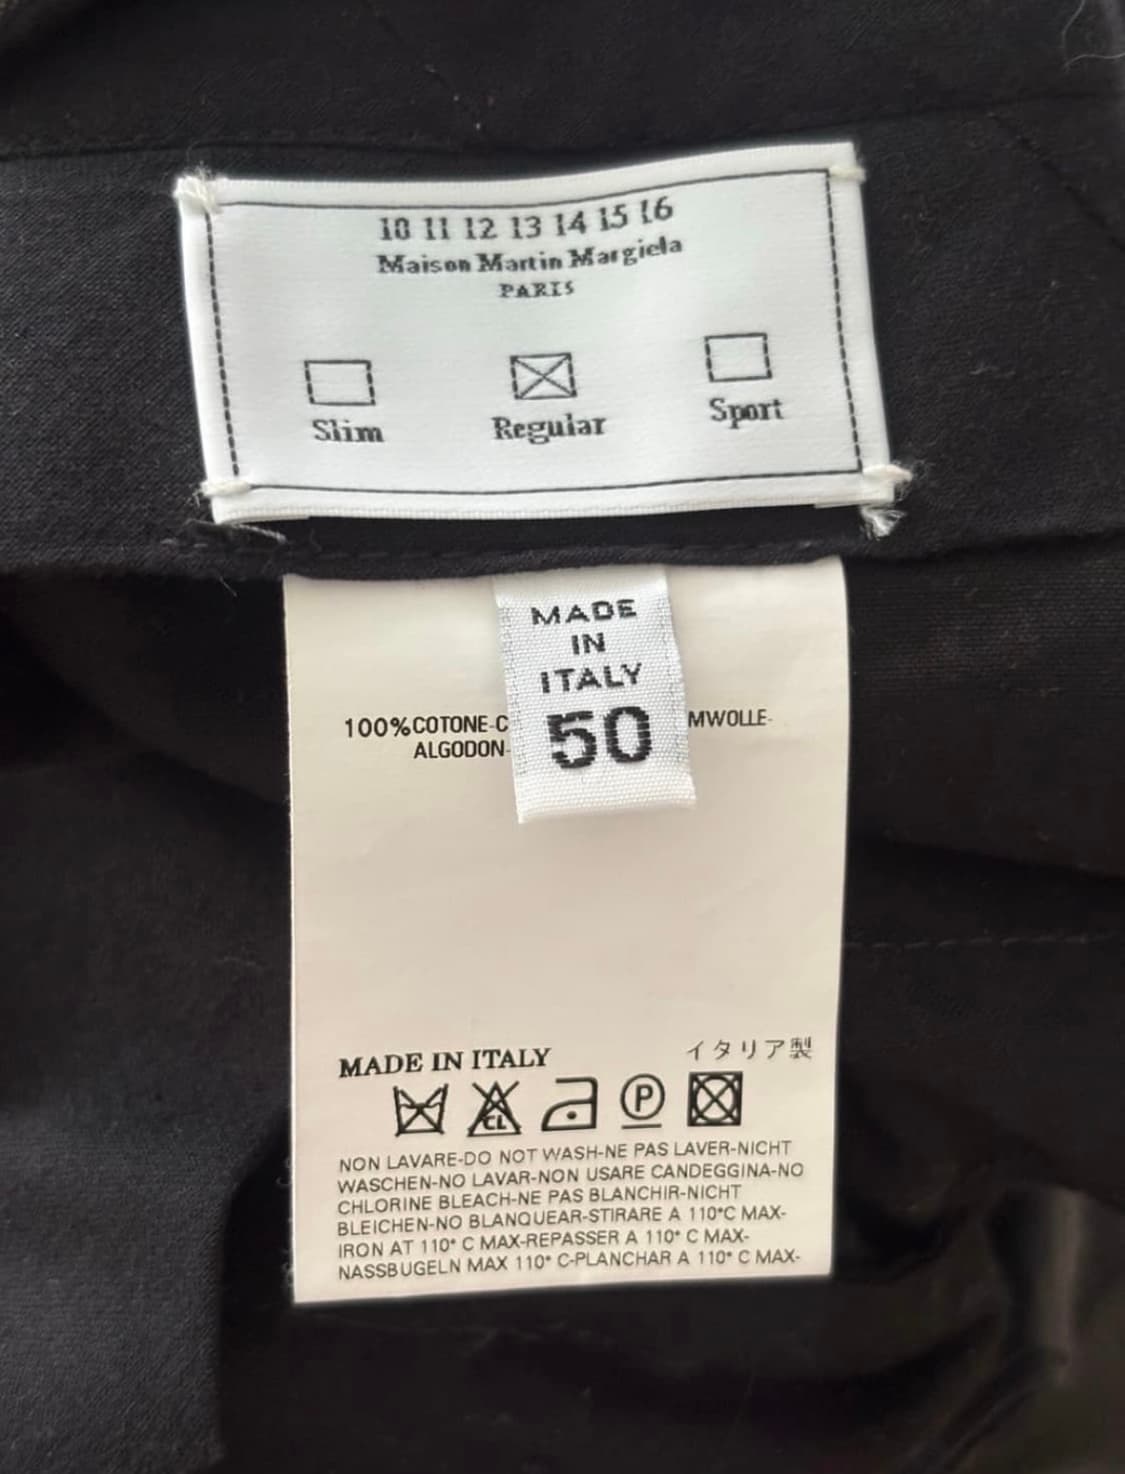 10 11 12 13 14 15 16
Maison Martin Margiela
PARIS
Slim Regular Sport
MADE
IN
ITALY
50
100%COTONE-C MWOLLE-
ALGODON-
MADE IN ITALY イタリア製
CL P
NON LAVARE-DO NOT WASH-NE PAS LAVER-NICHT
WASCHEN-NO LAVAR-NON USARE CANDEGGINA-NO
CHLORINE BLEACH-NE PAS BLANCHIR-NICHT
BLEICHEN-NO BLANQUEAR-STIRARE A 110°C MAX-
IRON AT 110° C MAX-REPASSER A 110° C MAX-
NASSBUGELN MAX 110° C-PLANCHAR A 110° C MAX-